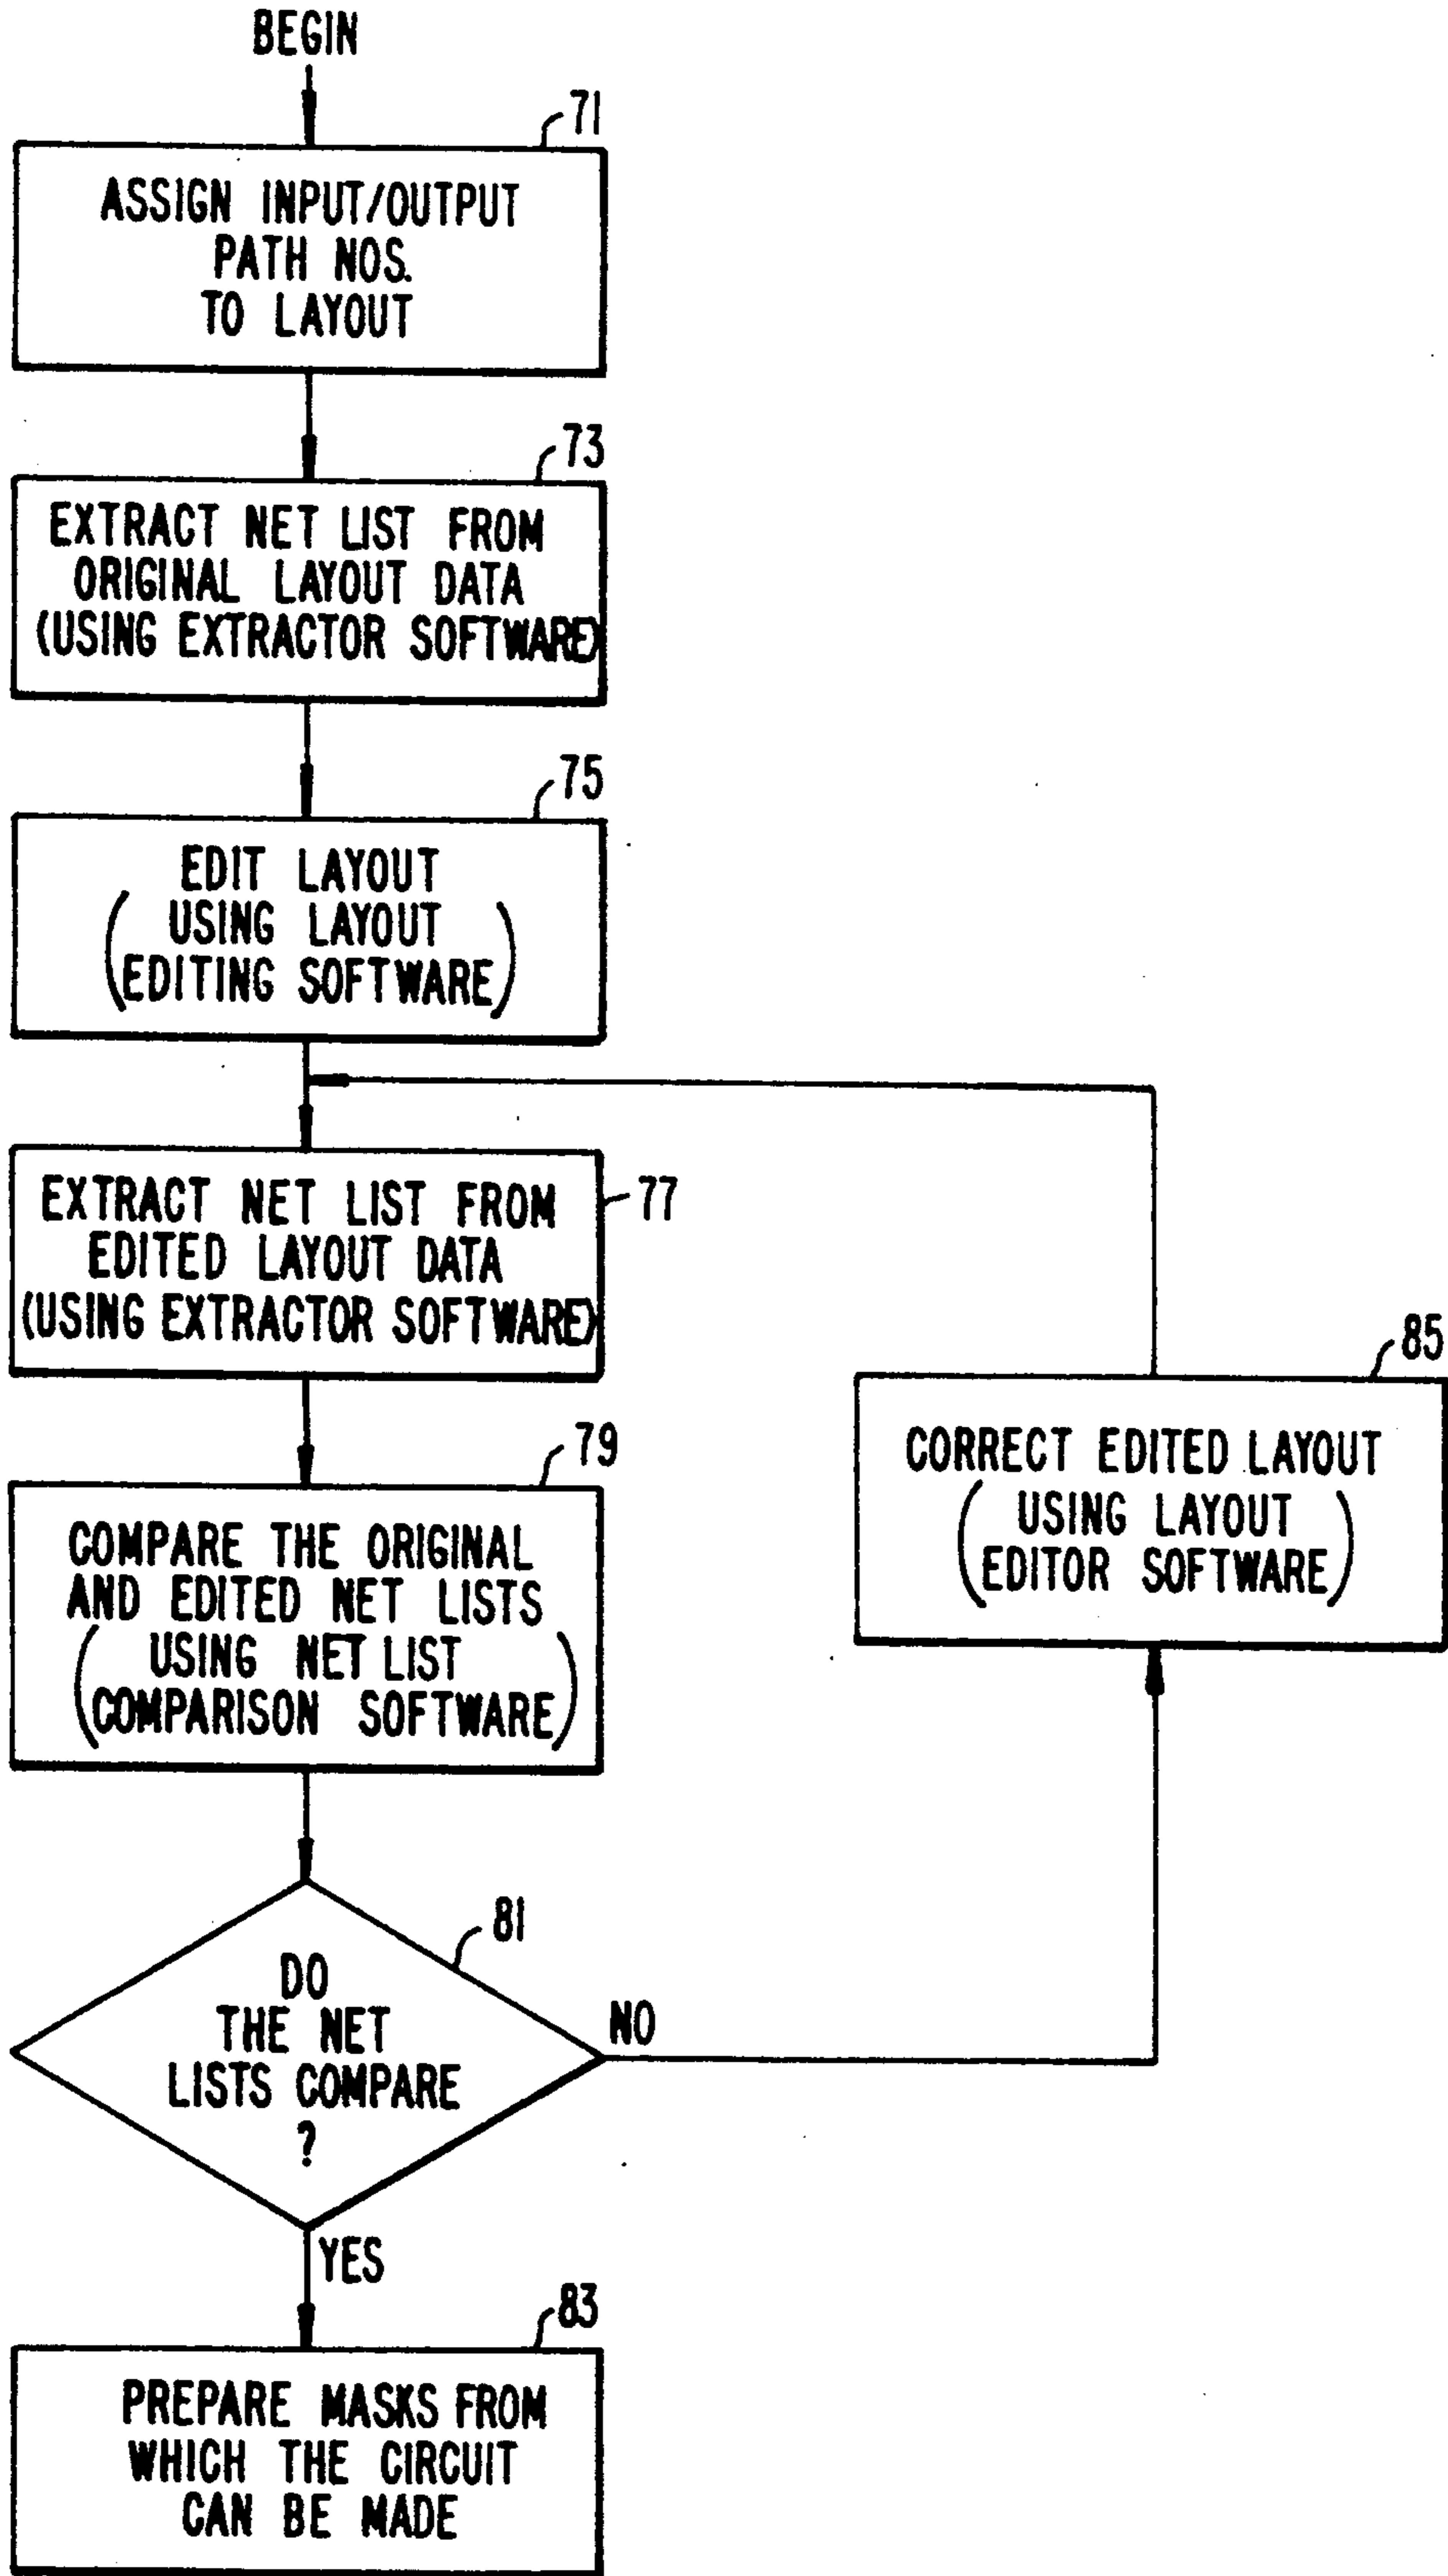 BEGIN
71
ASSIGN INPUT/OUTPUT
PATH NOS.
TO LAYOUT
73
EXTRACT NET LIST FROM
ORIGINAL LAYOUT DATA
(USING EXTRACTOR SOFTWARE)
75
EDIT LAYOUT
(USING LAYOUT
EDITING SOFTWARE)
77
EXTRACT NET LIST FROM
EDITED LAYOUT DATA
(USING EXTRACTOR SOFTWARE)
79
COMPARE THE ORIGINAL
AND EDITED NET LISTS
(USING NET LIST
COMPARISON SOFTWARE)
85
CORRECT EDITED LAYOUT
(USING LAYOUT
EDITOR SOFTWARE)
81
DO
THE NET
LISTS COMPARE
?
NO
YES
83
PREPARE MASKS FROM
WHICH THE CIRCUIT
CAN BE MADE